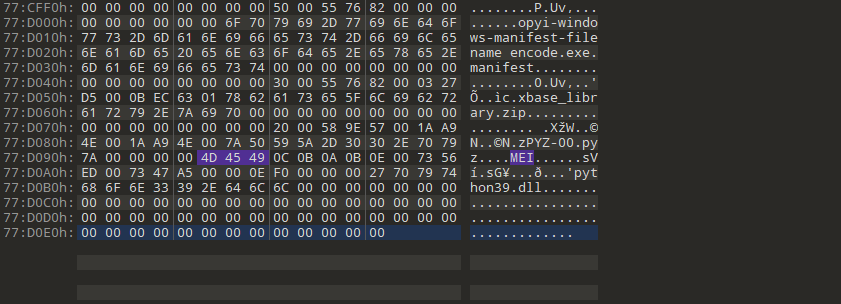 77:CFF0h: 00 00 00 00 00 00 00 00 50 00 55 76 82 00 00 00 ........P.Uv‚...
77:D000h: 00 00 00 00 00 00 6F 70 79 69 2D 77 69 6E 64 6F ......opyi-windo
77:D010h: 77 73 2D 6D 61 6E 69 66 65 73 74 2D 66 69 6C 65 ws-manifest-file
77:D020h: 6E 61 6D 65 20 65 6E 63 6F 64 65 2E 65 78 65 2E name encode.exe.
77:D030h: 6D 61 6E 69 66 65 73 74 00 00 00 00 00 00 00 00 manifest........
77:D040h: 00 00 00 00 00 00 00 00 30 00 55 76 82 00 03 27 ........0.Uv‚..'
77:D050h: D5 00 0B EC 63 01 78 62 61 73 65 5F 6C 69 62 72 Õ..ìc.xbase_libr
77:D060h: 61 72 79 2E 7A 69 70 00 00 00 00 00 00 00 00 00 ary.zip.........
77:D070h: 00 00 00 00 00 00 00 00 20 00 58 9E 57 00 1A A9 ........ .XžW..©
77:D080h: 4E 00 1A A9 4E 00 7A 50 59 5A 2D 30 30 2E 70 79 N..©N.zPYZ-00.py
77:D090h: 7A 00 00 00 00 4D 45 49 0C 0B 0A 0B 0E 00 73 56 z....MEI......sV
77:D0A0h: ED 00 73 47 A5 00 00 0E F0 00 00 00 27 70 79 74 í.sG¥...ð...'pyt
77:D0B0h: 68 6F 6E 33 39 2E 64 6C 6C 00 00 00 00 00 00 00 hon39.dll.......
77:D0C0h: 00 00 00 00 00 00 00 00 00 00 00 00 00 00 00 00 ................
77:D0D0h: 00 00 00 00 00 00 00 00 00 00 00 00 00 00 00 00 ................
77:D0E0h: 00 00 00 00 00 00 00 00 00 00 00 00 00 .............